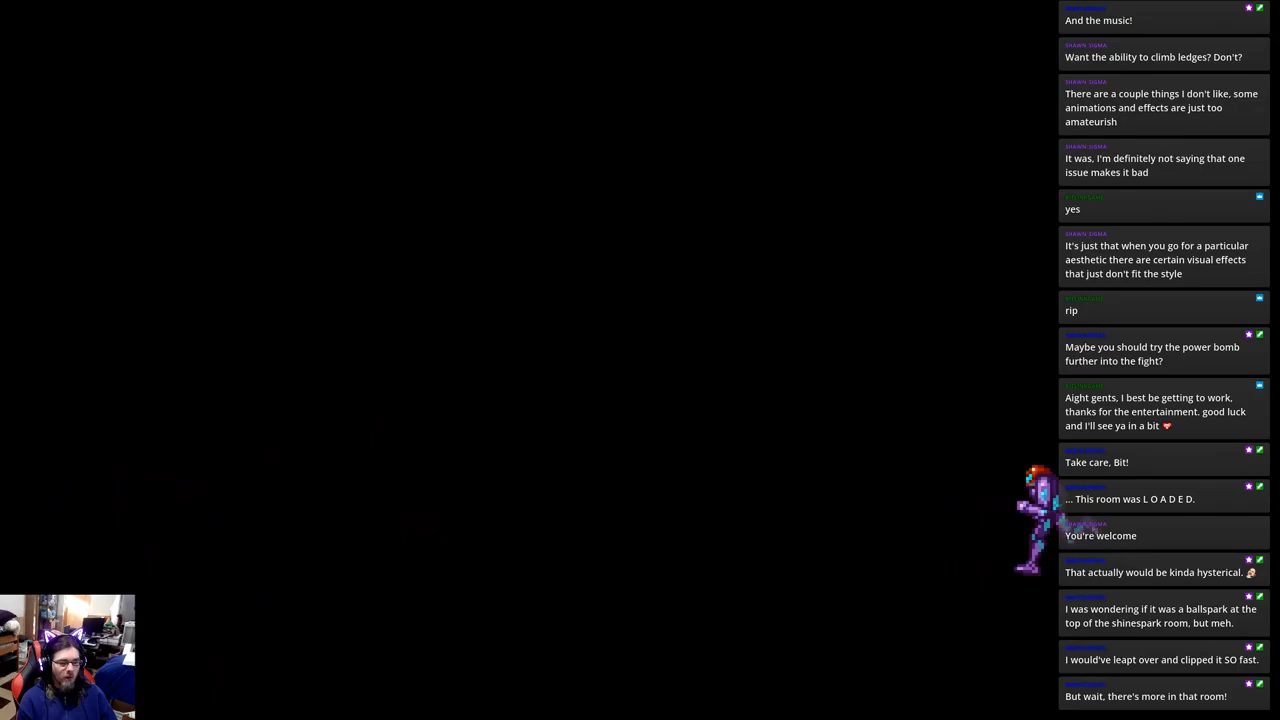 And the music!
SHAWN_SIGMA
Want the ability to climb ledges? Don't?
SHAWN_SIGMA
There are a couple things I don't like, some
animations and effects are just too
amateurish
SHAWN_SIGMA
It was, I'm definitely not saying that one
issue makes it bad
yes
SHAWN_SIGMA
It's just that when you go for a particular
aesthetic there are certain visual effects
that just don't fit the style
rip
Maybe you should try the power bomb
further into the fight?
Aight gents, I best be getting to work,
thanks for the entertainment. good luck
and I'll see ya in a bit
Take care, Bit!
... This room was L O A D E D.
SHAWN_SIGMA
You're welcome
That actually would be kinda hysterical.
I was wondering if it was a ballspark at the
top of the shinespark room, but meh.
I would've leapt over and clipped it SO fast.
But wait, there's more in that room!